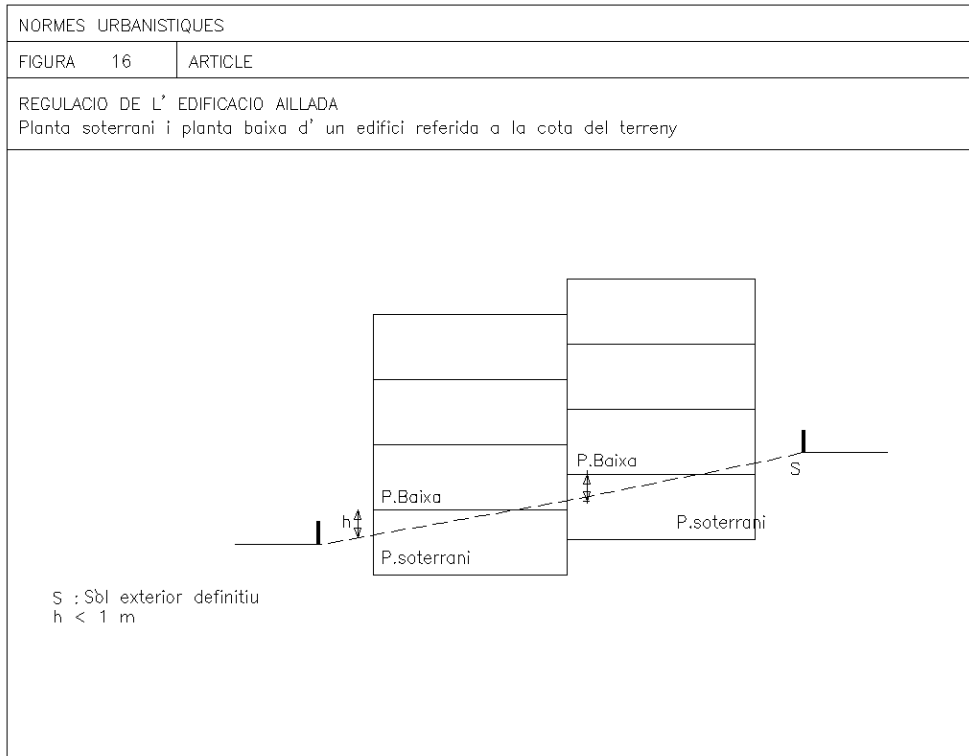 NORMES URBANISTIQUES
FIGURA 16 ARTICLE
REGULACIO DE L' EDIFICACIO AILLADA
Planta soterrani i planta baixa d' un edifici referida a la cota del terreny
P.Baixa
S
P.Baixa
h
P.soterrani
P.soterrani
S : Sòl exterior definitiu
h < 1 m